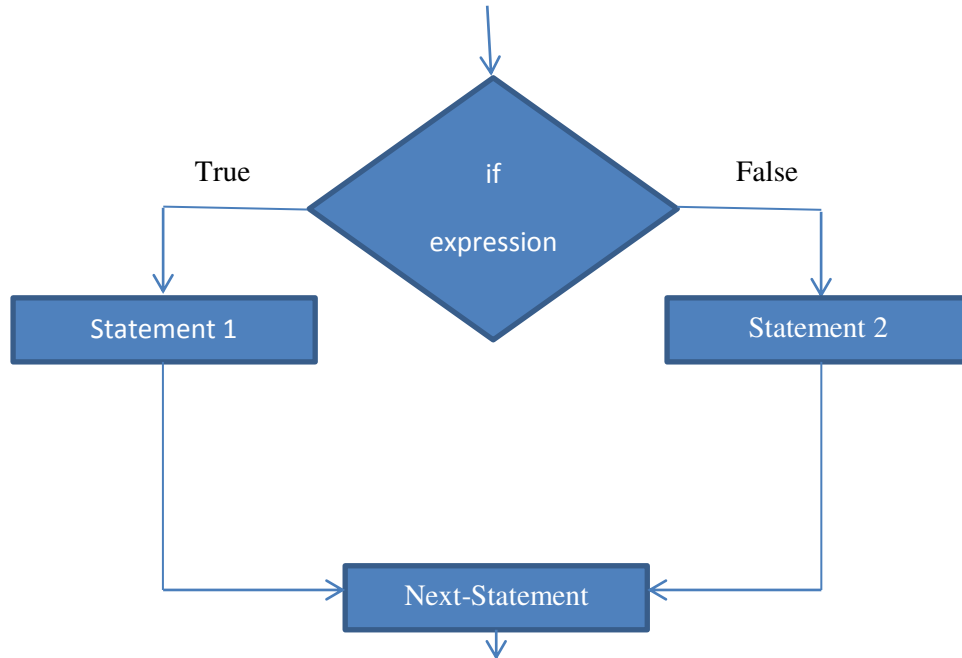 if
True
False
expression
Statement 1
Statement 2
Next-Statement